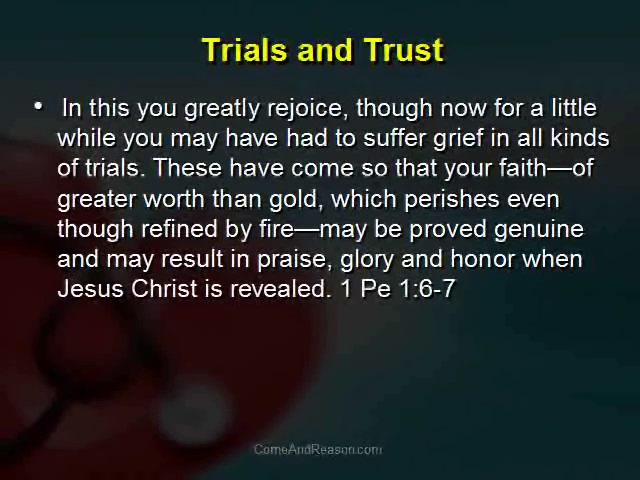 Trials and Trust
• In this you greatly rejoice, though now for a little
while you may have had to suffer grief in all kinds
of trials. These have come so that your faith—of
greater worth than gold, which perishes even
though refined by fire—may be proved genuine
and may result in praise, glory and honor when
Jesus Christ is revealed. 1 Pe 1:6-7
ComeAndReason.com